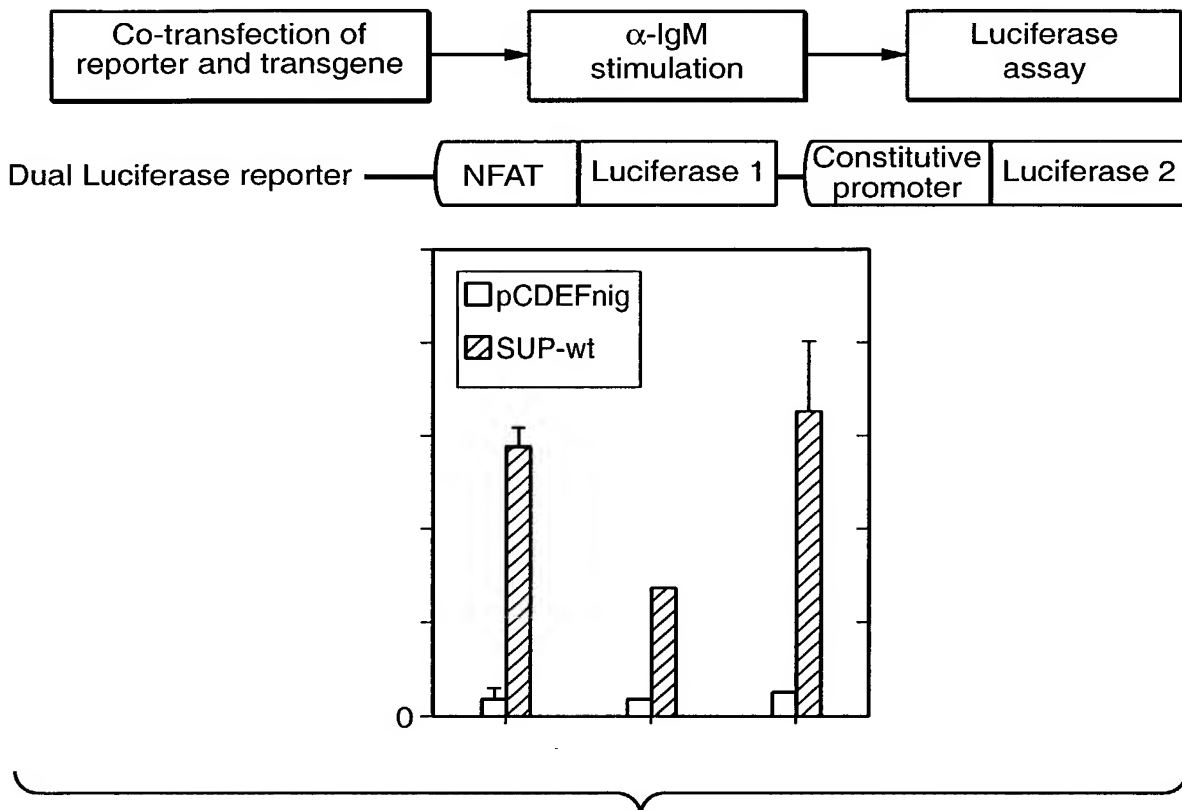 Co-transfection of
reporter and transgene
α-IgM
stimulation
Luciferase
assay
Dual Luciferase reporter
NFAT
Luciferase 1
Constitutive
promoter
Luciferase 2
pCDEFnig
SUP-wt
0